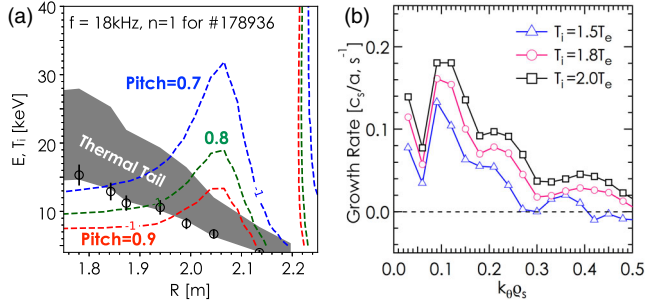 (a)
f = 18kHz, n=1 for #178936
E, Tᵢ [keV]
40
30
20
10
Pitch=0.7
0.8
Thermal Tail
-1
-1
Pitch=0.9
1.8
1.9
2.0
2.1
2.2
R [m]
(b)
Growth Rate [cₛ/a, s⁻¹]
0.2
0.1
0.0
Tᵢ=1.5Tₑ
Tᵢ=1.8Tₑ
Tᵢ=2.0Tₑ
0.0
0.1
0.2
0.3
0.4
0.5
k_θϱₛ